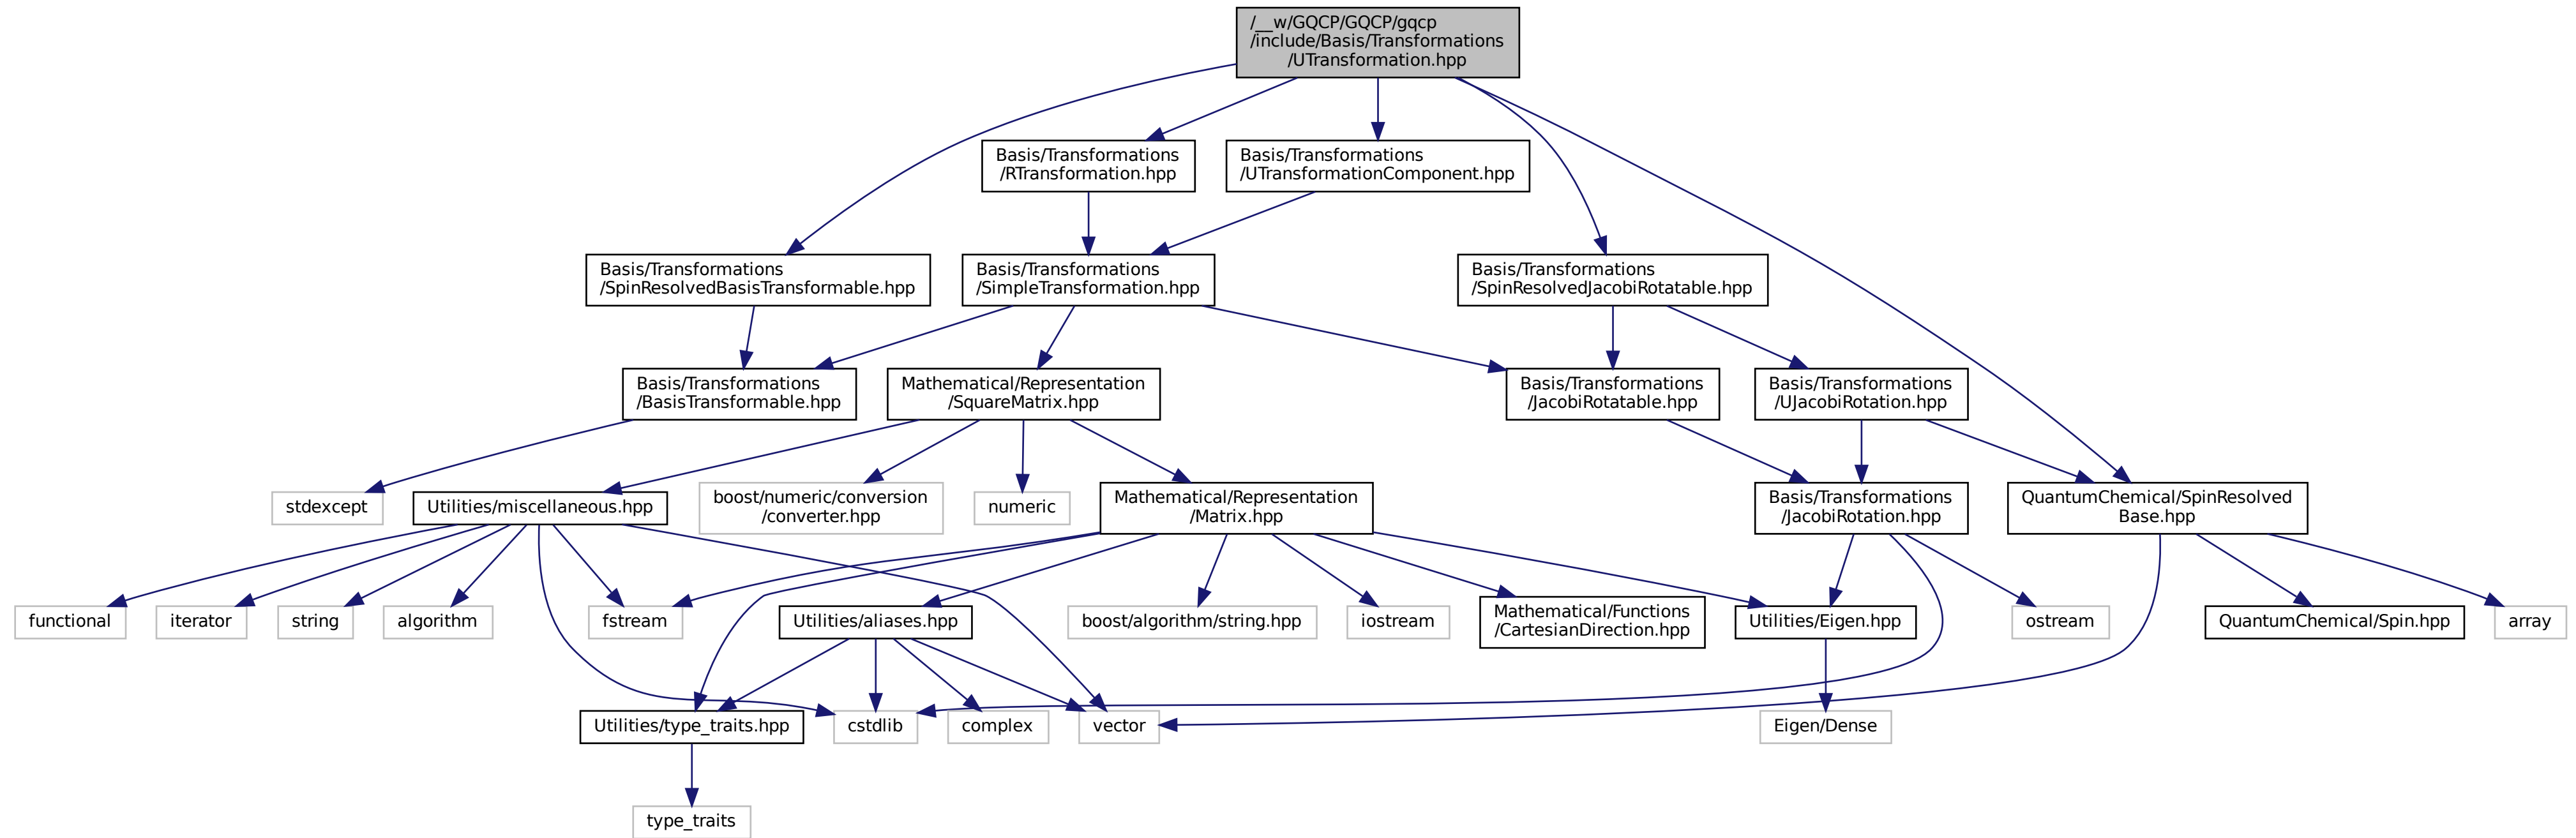 /__w/GQCP/GQCP/gqcp
/include/Basis/Transformations
/UTransformation.hpp
Basis/Transformations
/RTransformation.hpp
Basis/Transformations
/UTransformationComponent.hpp
Basis/Transformations
/SpinResolvedBasisTransformable.hpp
Basis/Transformations
/SimpleTransformation.hpp
Basis/Transformations
/SpinResolvedJacobiRotatable.hpp
Basis/Transformations
/BasisTransformable.hpp
Mathematical/Representation
/SquareMatrix.hpp
Basis/Transformations
/JacobiRotatable.hpp
Basis/Transformations
/UJacobiRotation.hpp
stdexcept
Utilities/miscellaneous.hpp
boost/numeric/conversion
/converter.hpp
numeric
Mathematical/Representation
/Matrix.hpp
Basis/Transformations
/JacobiRotation.hpp
QuantumChemical/SpinResolved
Base.hpp
functional
iterator
string
algorithm
fstream
Utilities/aliases.hpp
boost/algorithm/string.hpp
iostream
Mathematical/Functions
/CartesianDirection.hpp
Utilities/Eigen.hpp
ostream
QuantumChemical/Spin.hpp
array
Utilities/type_traits.hpp
cstdlib
complex
vector
Eigen/Dense
type_traits